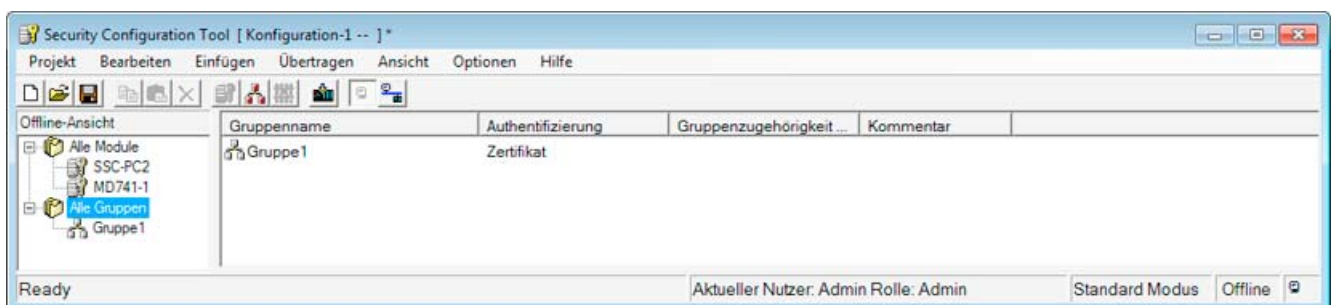 Security Configuration Tool [ Konfiguration-1 -- ] *
Projekt Bearbeiten Einfügen Übertragen Ansicht Optionen Hilfe
Offline-Ansicht
Alle Module
SSC-PC2
MD741-1
Alle Gruppen
Gruppe1
Gruppenname Authentifizierung Gruppenzugehörigkeit ... Kommentar
Gruppe1 Zertifikat
Ready Aktueller Nutzer: Admin Rolle: Admin Standard Modus Offline